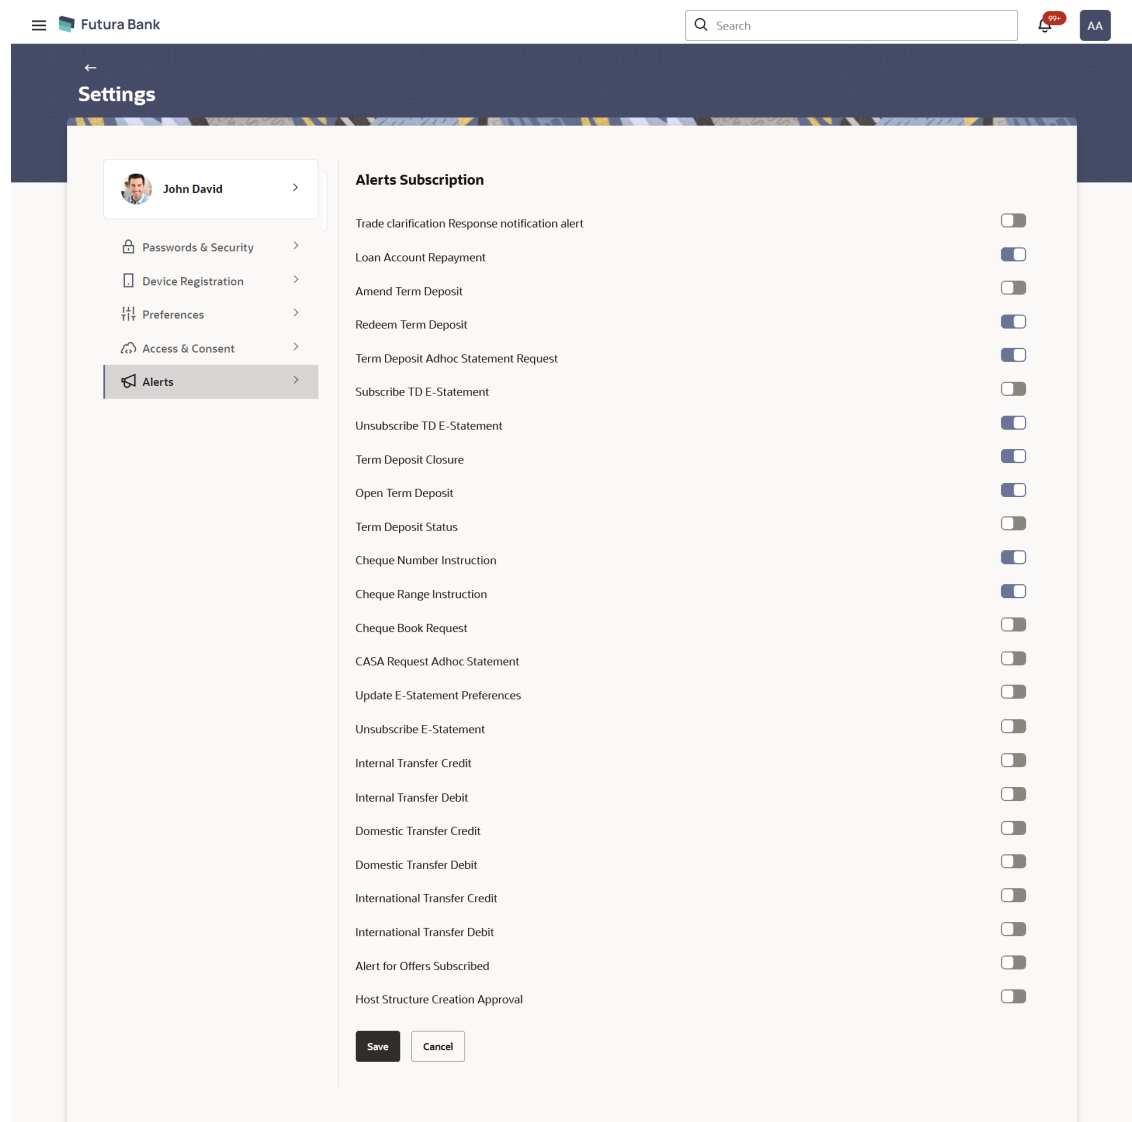 Futura Bank
Search
99+
AA
Settings
John David
Passwords & Security
Device Registration
Preferences
Access & Consent
Alerts
Alerts Subscription
Trade clarification Response notification alert
Loan Account Repayment
Amend Term Deposit
Redeem Term Deposit
Term Deposit Adhoc Statement Request
Subscribe TD E-Statement
Unsubscribe TD E-Statement
Term Deposit Closure
Open Term Deposit
Term Deposit Status
Cheque Number Instruction
Cheque Range Instruction
Cheque Book Request
CASA Request Adhoc Statement
Update E-Statement Preferences
Unsubscribe E-Statement
Internal Transfer Credit
Internal Transfer Debit
Domestic Transfer Credit
Domestic Transfer Debit
International Transfer Credit
International Transfer Debit
Alert for Offers Subscribed
Host Structure Creation Approval
Save
Cancel